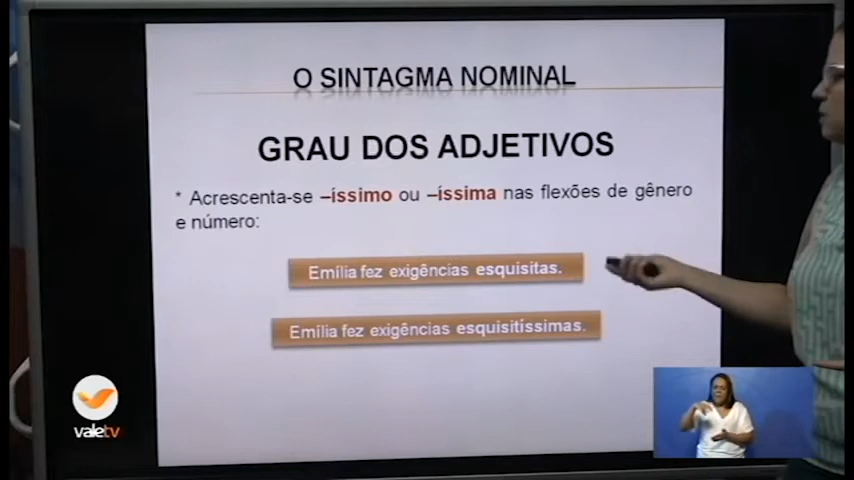 O SINTAGMA NOMINAL
GRAU DOS ADJETIVOS
* Acrescenta-se –íssimo ou –íssima nas flexões de gênero
e número:
Emília fez exigências esquisitas.
Emília fez exigências esquisitíssimas.
valetv